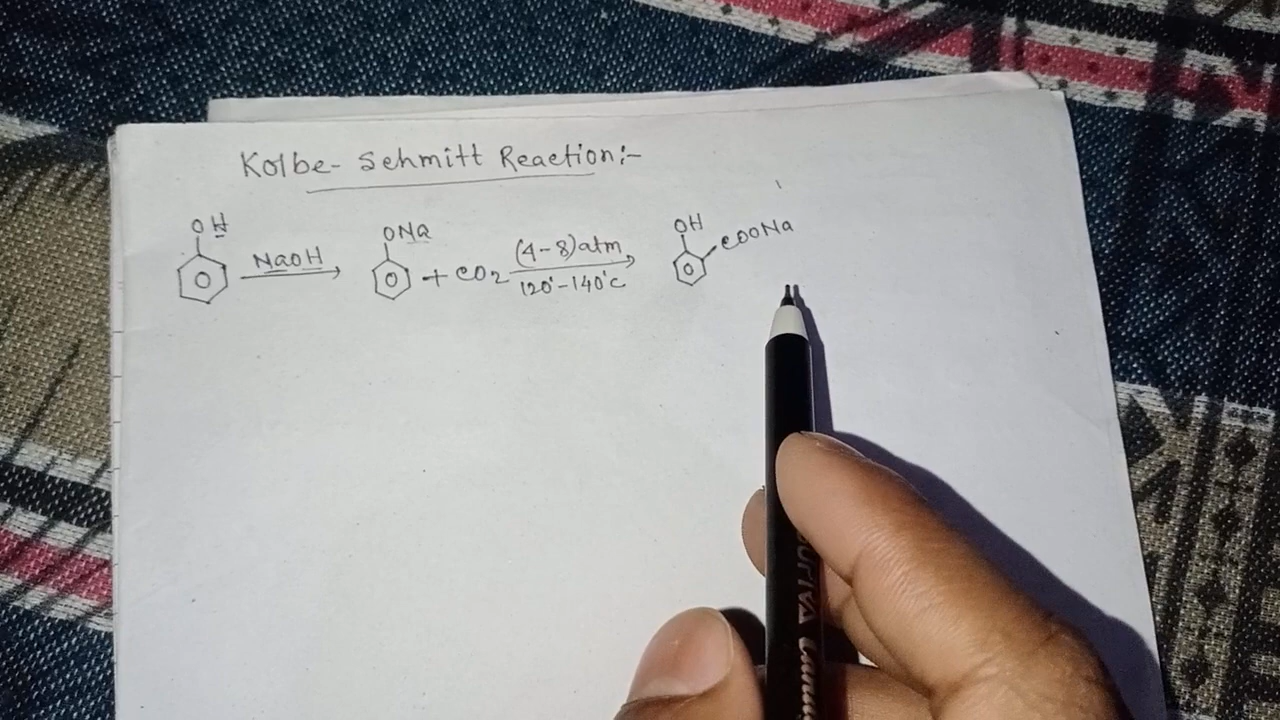 Kolbe- Schmitt Reaction:-
OH NaOH ONa + CO2 (4-8)atm 120°-140°C OH COONa